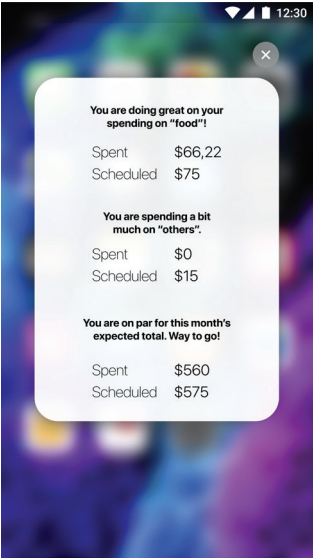 12:30
You are doing great on your
spending on “food”!
Spent $66,22
Scheduled $75
You are spending a bit
much on “others”.
Spent $0
Scheduled $15
You are on par for this month’s
expected total. Way to go!
Spent $560
Scheduled $575